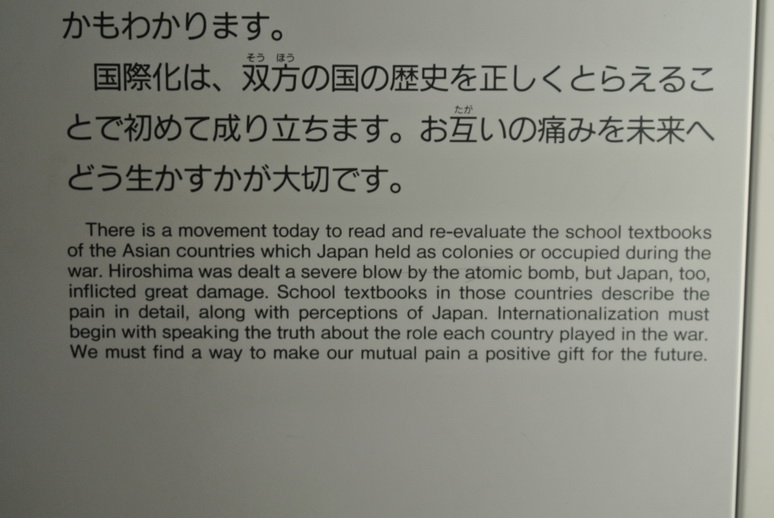 かもわかります。
国際化は、双方の国の歴史を正しくとらえるこ
そう ほう
とで初めて成り立ちます。お互いの痛みを未来へ
たが
どう生かすかが大切です。
There is a movement today to read and re-evaluate the school textbooks
of the Asian countries which Japan held as colonies or occupied during the
war. Hiroshima was dealt a severe blow by the atomic bomb, but Japan, too,
inflicted great damage. School textbooks in those countries describe the
pain in detail, along with perceptions of Japan. Internationalization must
begin with speaking the truth about the role each country played in the war.
We must find a way to make our mutual pain a positive gift for the future.